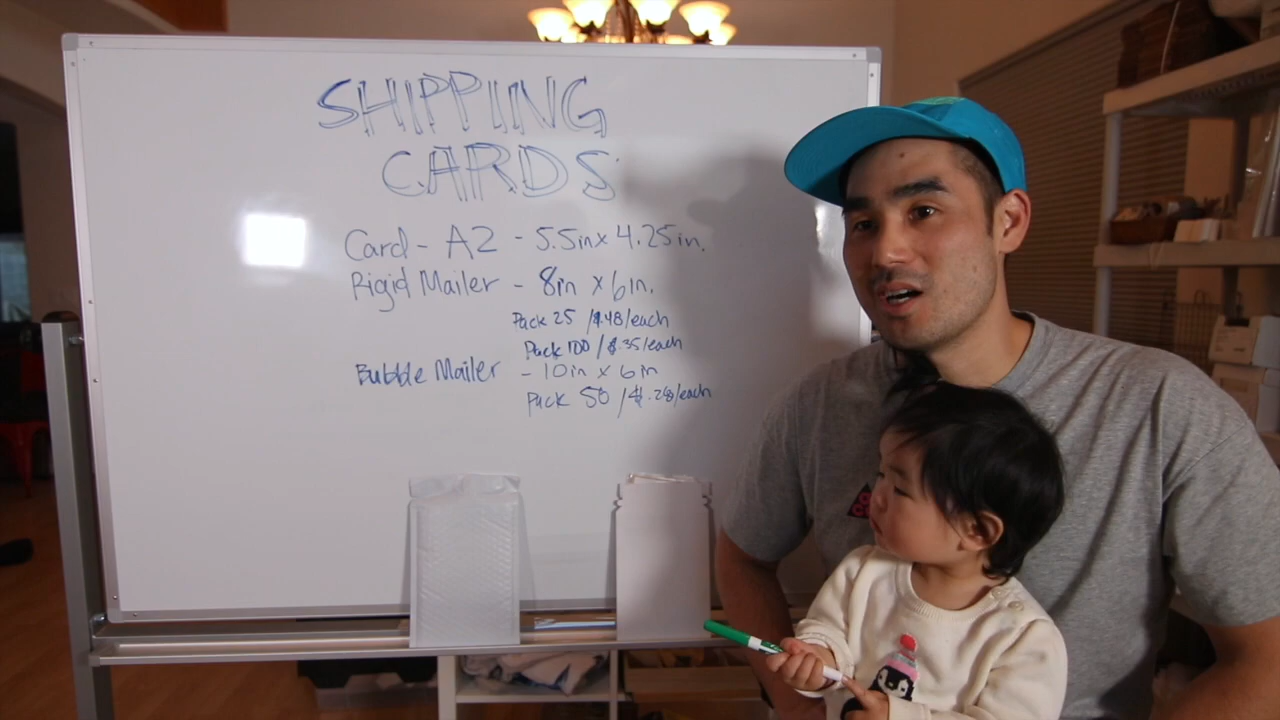 SHIPPING
CARDS
Card - A2 - 5.5in x 4.25in.
Rigid Mailer - 8in x 6in.
Pack 25 / $.48/each
Pack 100 / $.35/each
Bubble Mailer - 10in x 6in
Pack 50 / $.28/each